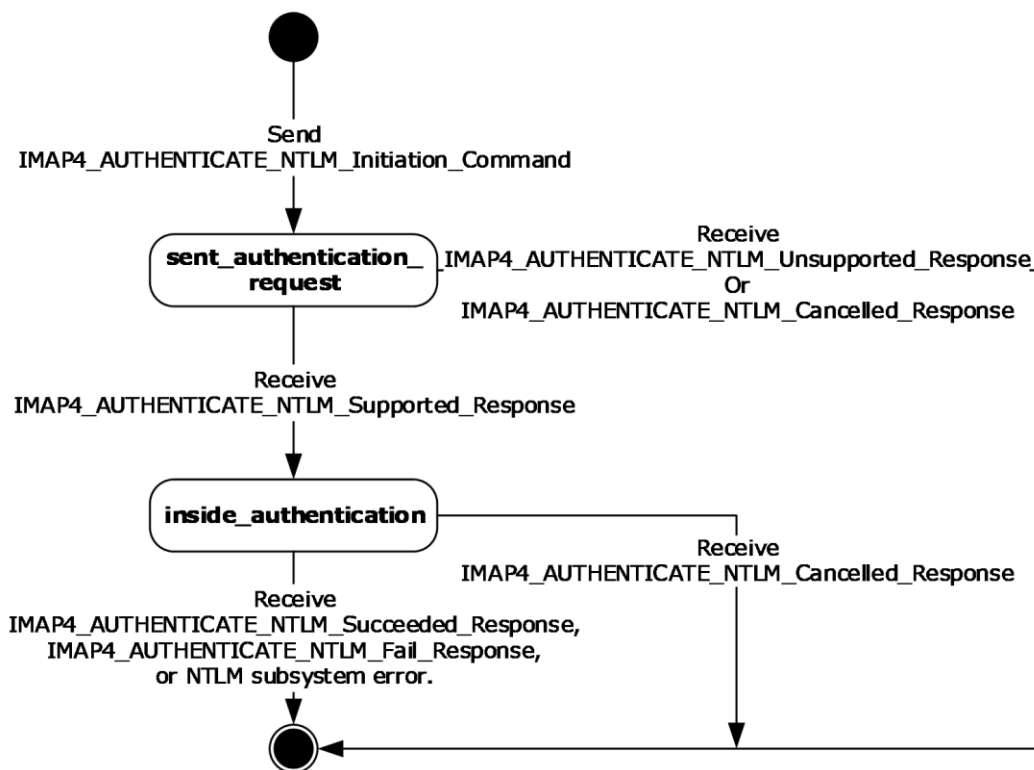 Send
IMAP4_AUTHENTICATE_NTLM_Initiation_Command
sent_authentication_
request
Receive
IMAP4_AUTHENTICATE_NTLM_Unsupported_Response
Or
IMAP4_AUTHENTICATE_NTLM_Cancelled_Response
Receive
IMAP4_AUTHENTICATE_NTLM_Supported_Response
inside_authentication
Receive
IMAP4_AUTHENTICATE_NTLM_Cancelled_Response
Receive
IMAP4_AUTHENTICATE_NTLM_Succeeded_Response,
IMAP4_AUTHENTICATE_NTLM_Fail_Response,
or NTLM subsystem error.